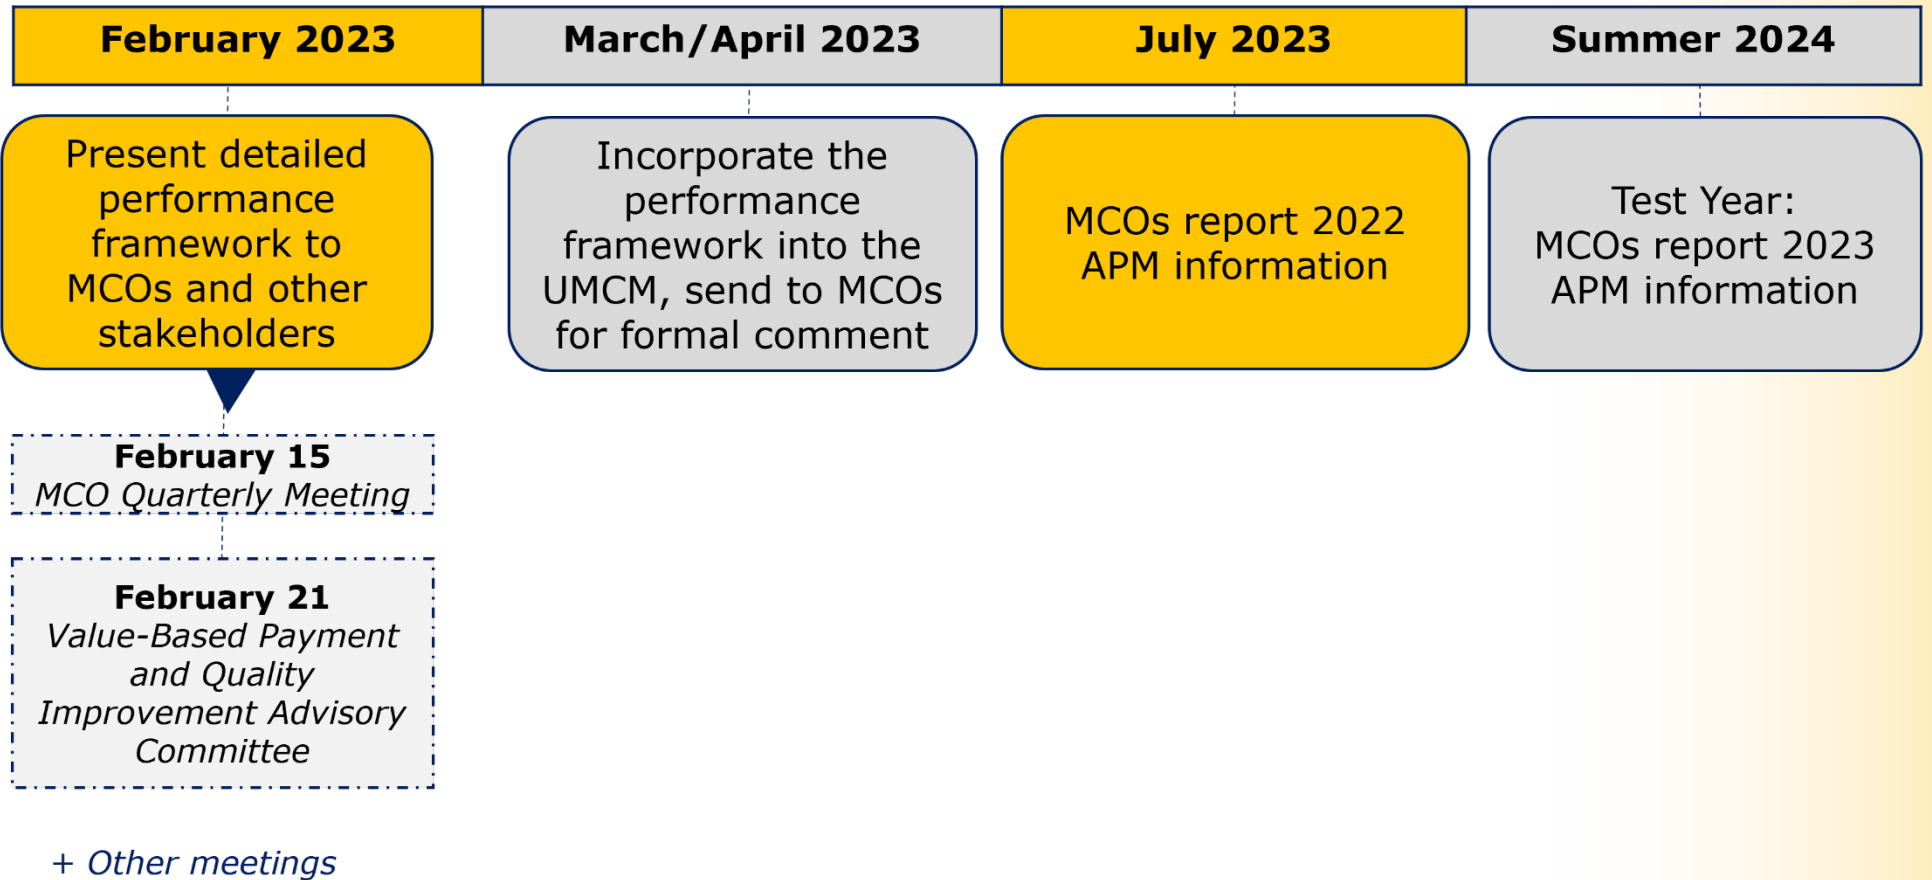 February 2023
March/April 2023
July 2023
Summer 2024
Present detailed
performance
framework to
MCOs and other
stakeholders
Incorporate the
performance
framework into the
UMCM, send to MCOs
for formal comment
MCOs report 2022
APM information
Test Year:
MCOs report 2023
APM information
February 15
MCO Quarterly Meeting
February 21
Value-Based Payment
and Quality
Improvement Advisory
Committee
+ Other meetings